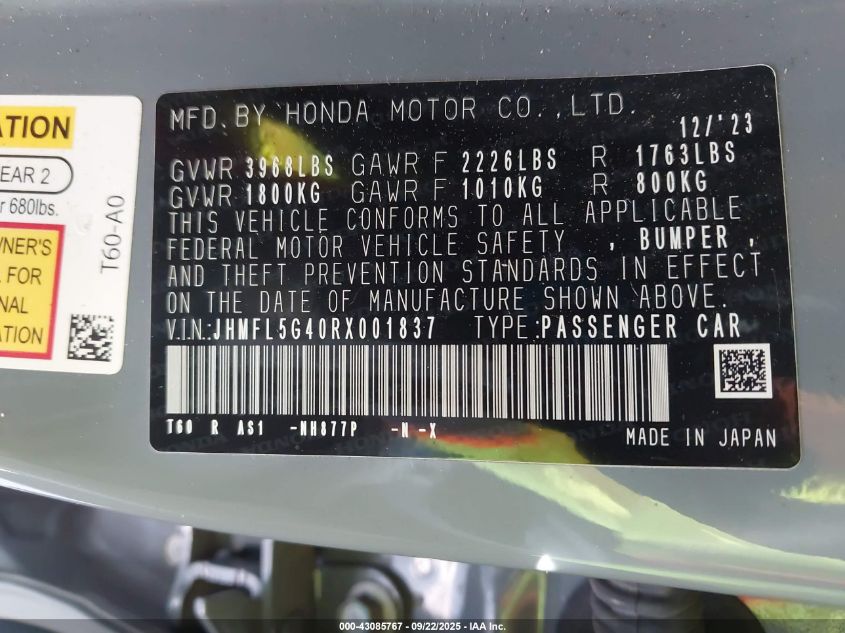 ATION
EAR 2
r 680lbs.
WNER'S
L FOR
NAL
ATION
T60-A0
MFD. BY HONDA MOTOR CO., LTD.
12/'23
GVWR 3968LBS GAWR F 2226LBS R 1763LBS
GVWR 1800KG GAWR F 1010KG R 800KG
THIS VEHICLE CONFORMS TO ALL APPLICABLE
FEDERAL MOTOR VEHICLE SAFETY , BUMPER ,
AND THEFT PREVENTION STANDARDS IN EFFECT
ON THE DATE OF MANUFACTURE SHOWN ABOVE.
V.I.N.:JHMFL5G40RX001837 TYPE:PASSENGER CAR
T60 R AS1 -NH877P -N -X
MADE IN JAPAN
000-43085767 - 09/22/2025 - IAA Inc.